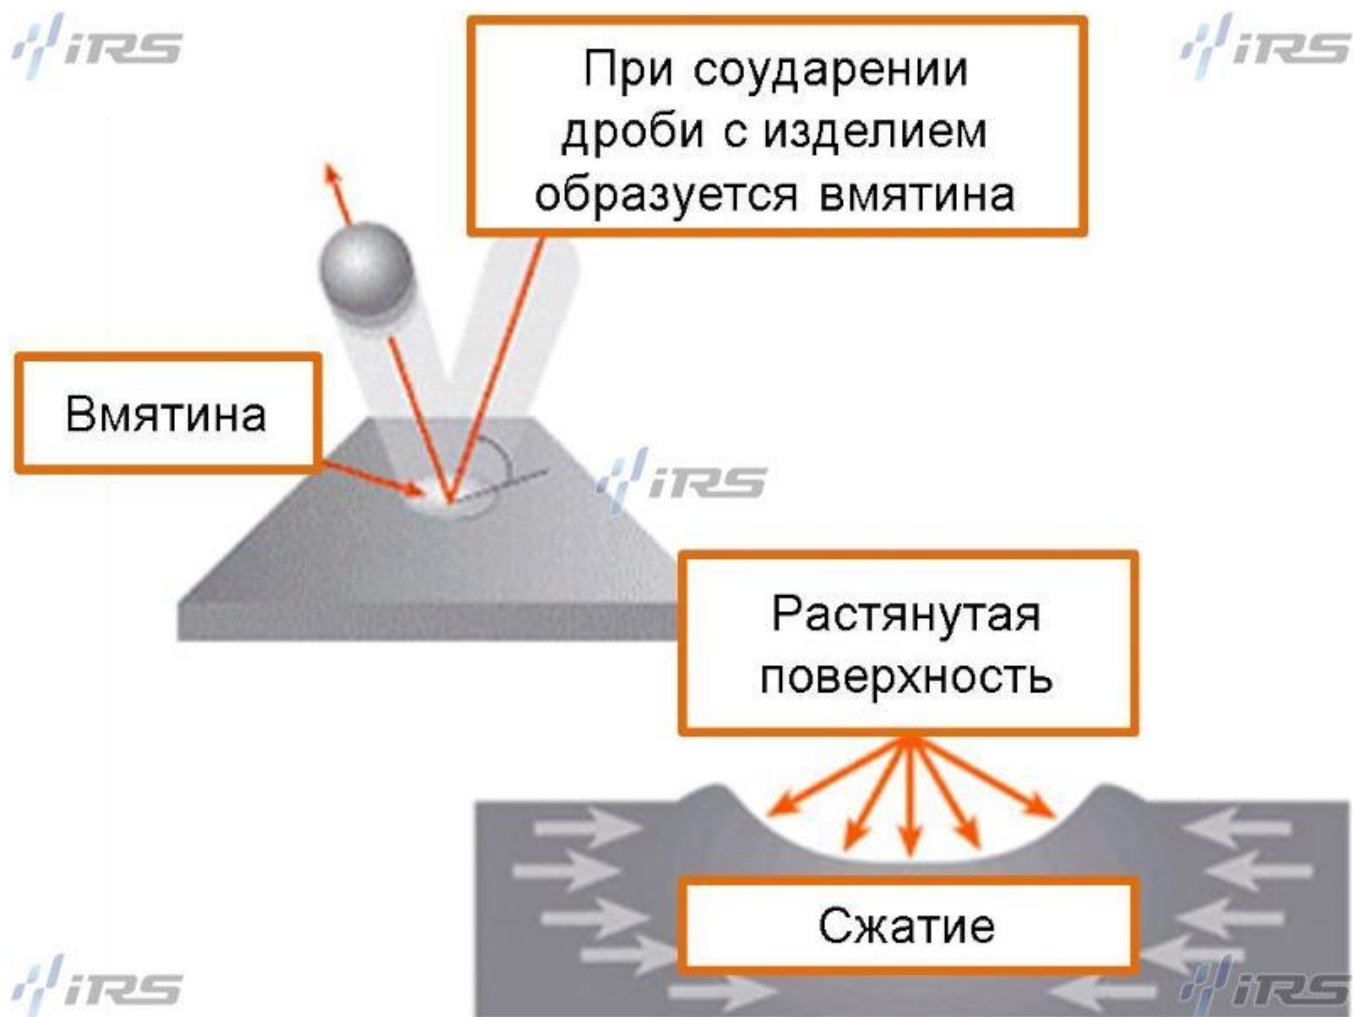 iRS
iRS
При соударении
дроби с изделием
образуется вмятина
Вмятина
iRS
Растянутая
поверхность
Сжатие
iRS
iRS